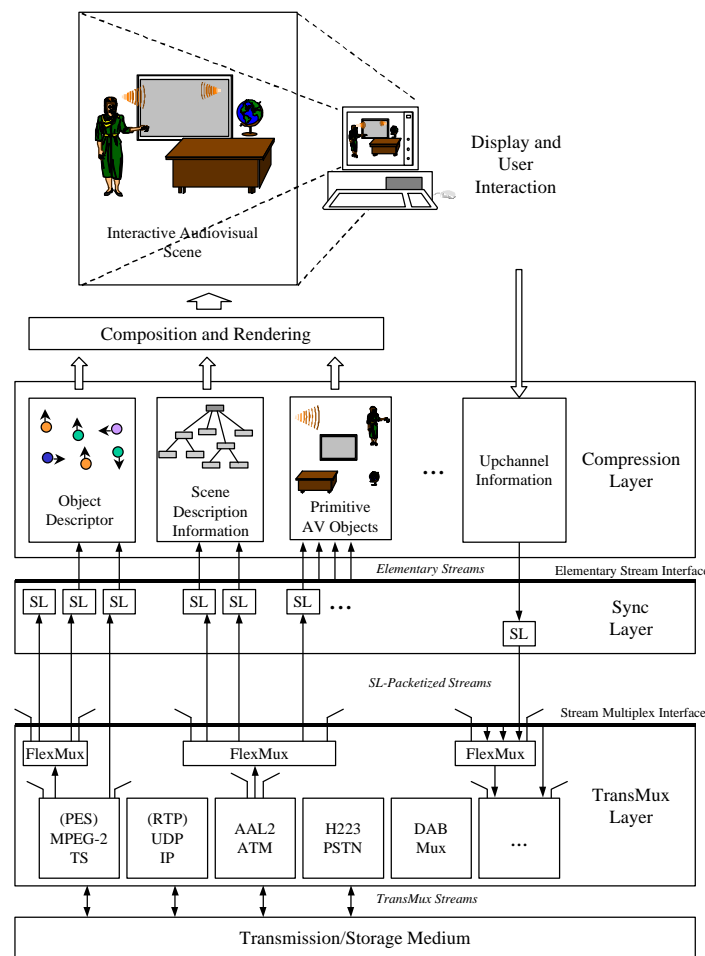 Display and
User
Interaction
Interactive Audiovisual
Scene
Composition and Rendering
Object
Descriptor
Scene
Description
Information
Primitive
AV Objects
...
Upchannel
Information
Compression
Layer
Elementary Streams
Elementary Stream Interface
SL
SL
SL
SL
SL
SL
...
SL
Sync
Layer
SL-Packetized Streams
Stream Multiplex Interface
FlexMux
FlexMux
FlexMux
(PES)
MPEG-2
TS
(RTP)
UDP
IP
AAL2
ATM
H223
PSTN
DAB
Mux
...
TransMux
Layer
TransMux Streams
Transmission/Storage Medium